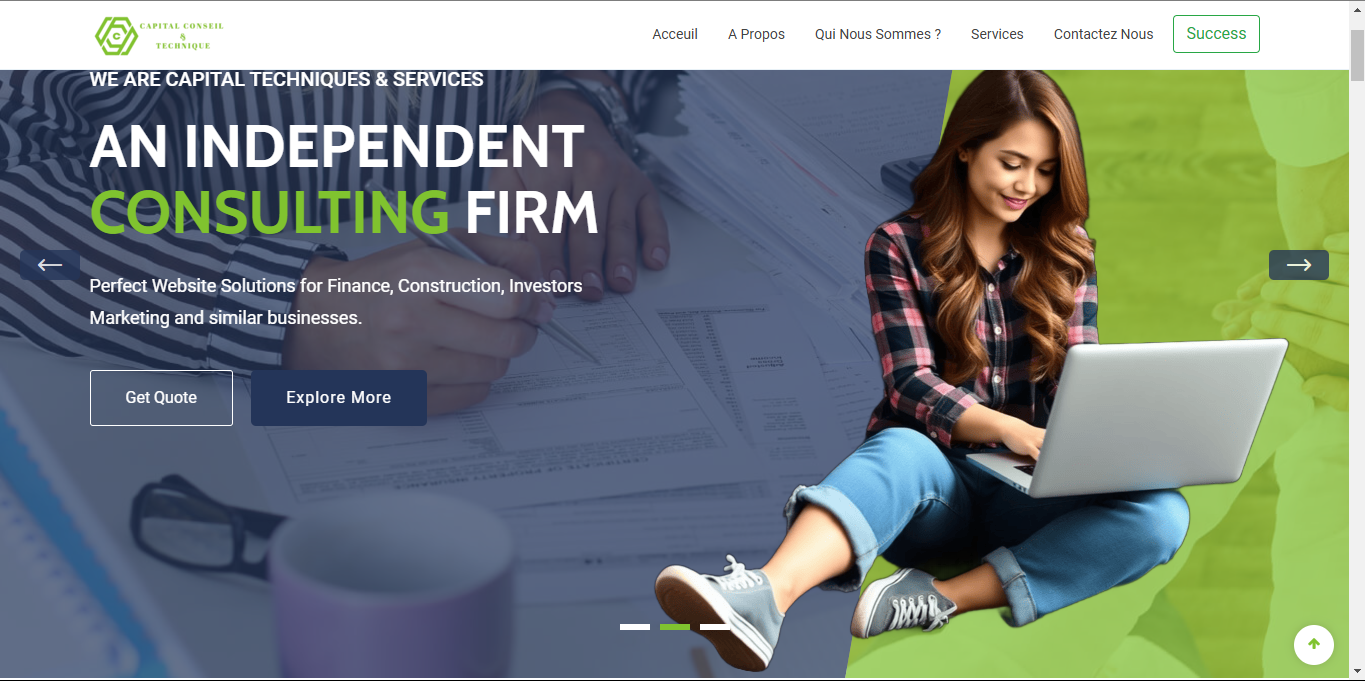 CAPITAL CONSEIL
&
TECHNIQUE
Acceuil
A Propos
Qui Nous Sommes ?
Services
Contactez Nous
Success
WE ARE CAPITAL TECHNIQUES & SERVICES
AN INDEPENDENT
CONSULTING FIRM
Perfect Website Solutions for Finance, Construction, Investors
Marketing and similar businesses.
Get Quote
Explore More